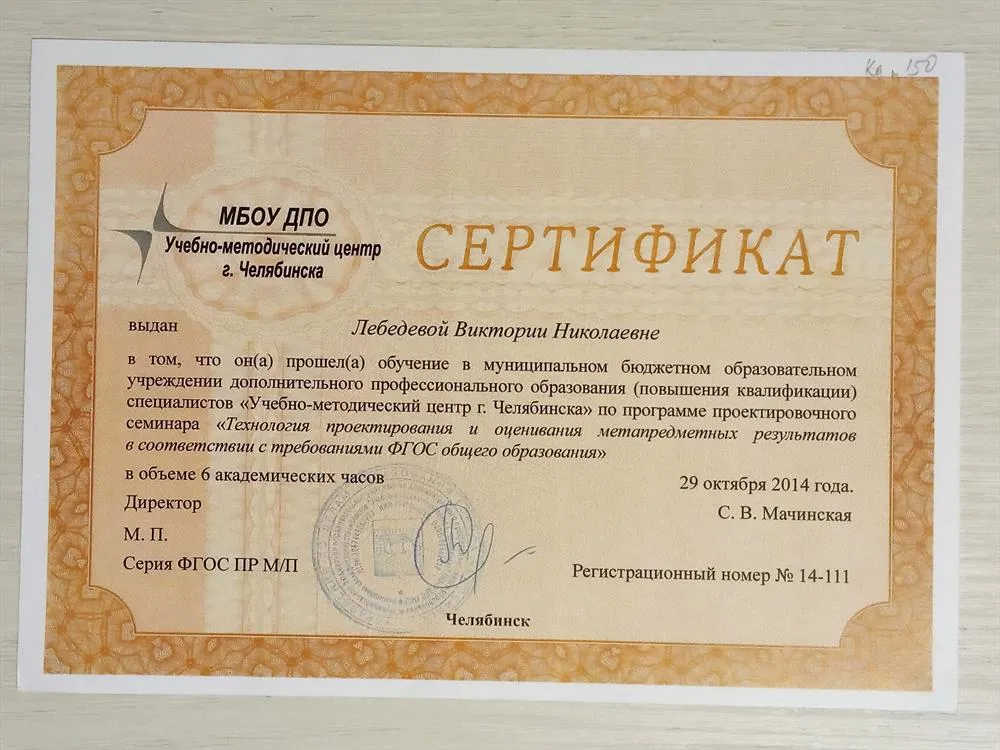 150
МБОУ ДПО
Учебно-методический центр
г. Челябинска
СЕРТИФИКАТ
выдан Лебедевой Виктории Николаевне
в том, что он(а) прошел(а) обучение в муниципальном бюджетном образовательном
учреждении дополнительного профессионального образования (повышения квалификации)
специалистов «Учебно-методический центр г. Челябинска» по программе проектировочного
семинара «Технология проектирования и оценивания метапредметных результатов
в соответствии с требованиями ФГОС общего образования»
в объеме 6 академических часов
29 октября 2014 года.
Директор
С. В. Мачинская
М. П.
Серия ФГОС ПР М/П
Регистрационный номер № 14-111
Челябинск